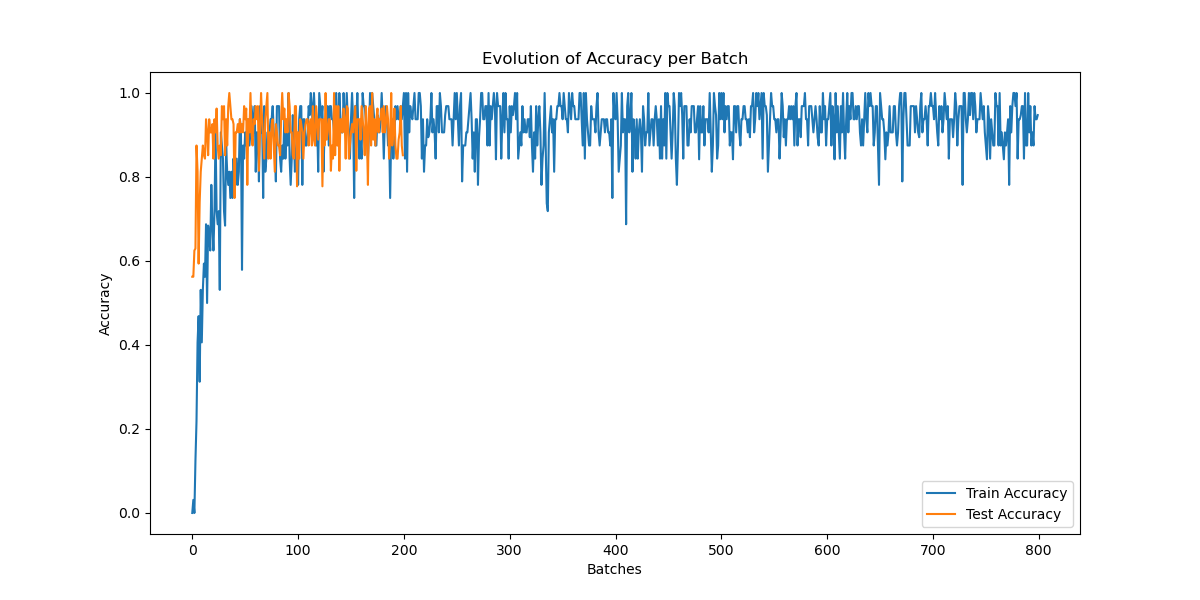 Evolution of Accuracy per Batch
1.0
0.8
0.6
0.4
0.2
0.0
Accuracy
0 100 200 300 400 500 600 700 800
Batches
Train Accuracy
Test Accuracy